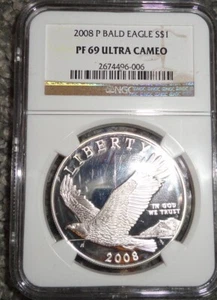 2008 P BALD EAGLE S$1
PF 69 ULTRA CAMEO
2674496-006
NGC
LIBERTY
IN GOD
WE TRUST
2008